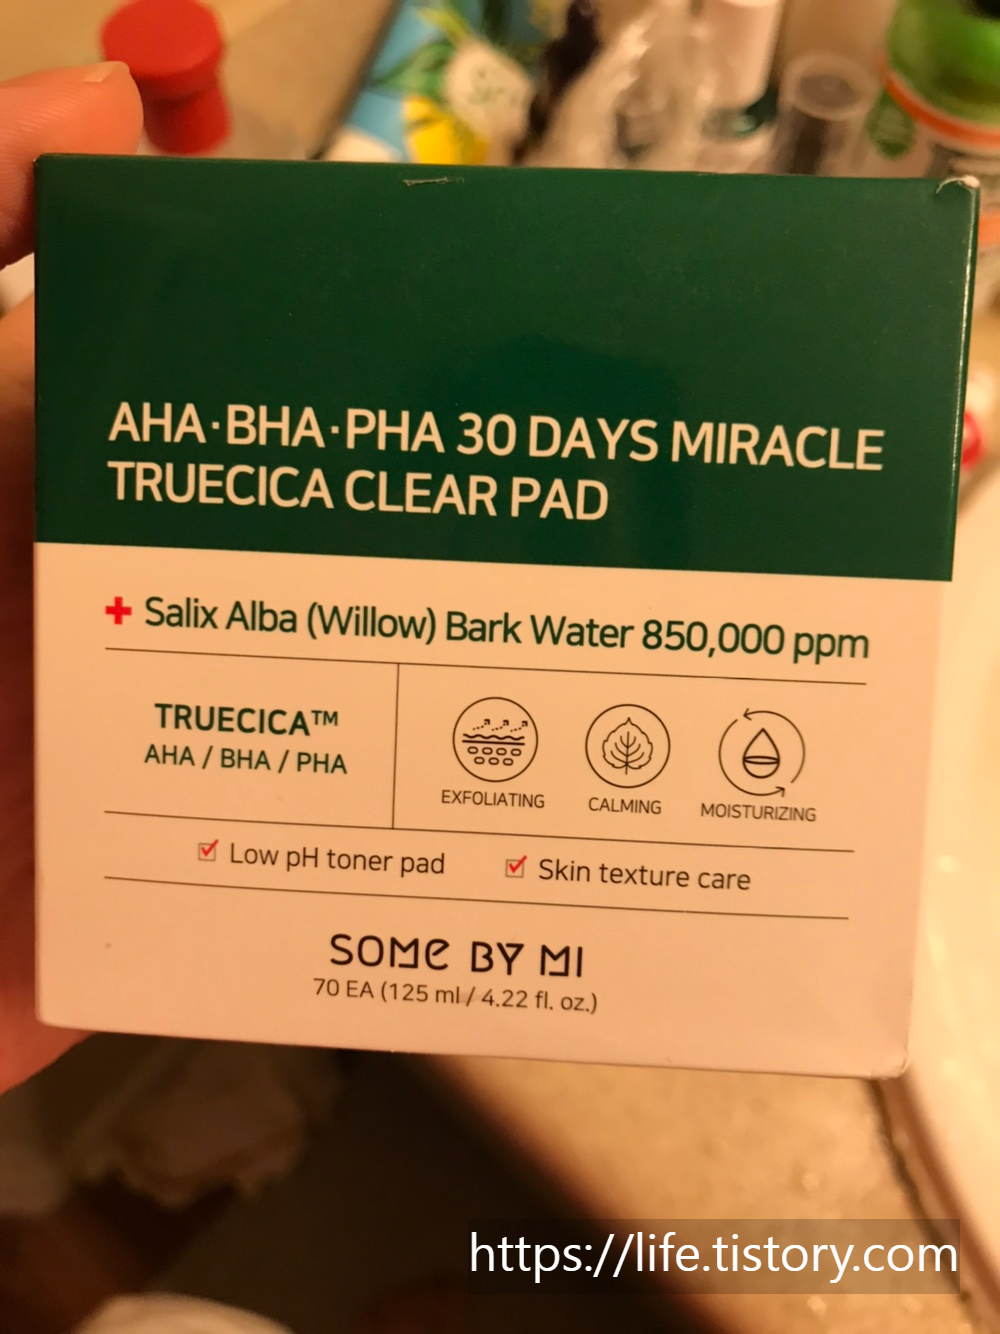 AHA·BHA·PHA 30 DAYS MIRACLE
TRUECICA CLEAR PAD
+ Salix Alba (Willow) Bark Water 850,000 ppm
TRUECICA™
AHA / BHA / PHA
EXFOLIATING
CALMING
MOISTURIZING
Low pH toner pad
Skin texture care
SOME BY MI
70 EA (125 ml / 4.22 fl. oz.)
https://life.tistory.com